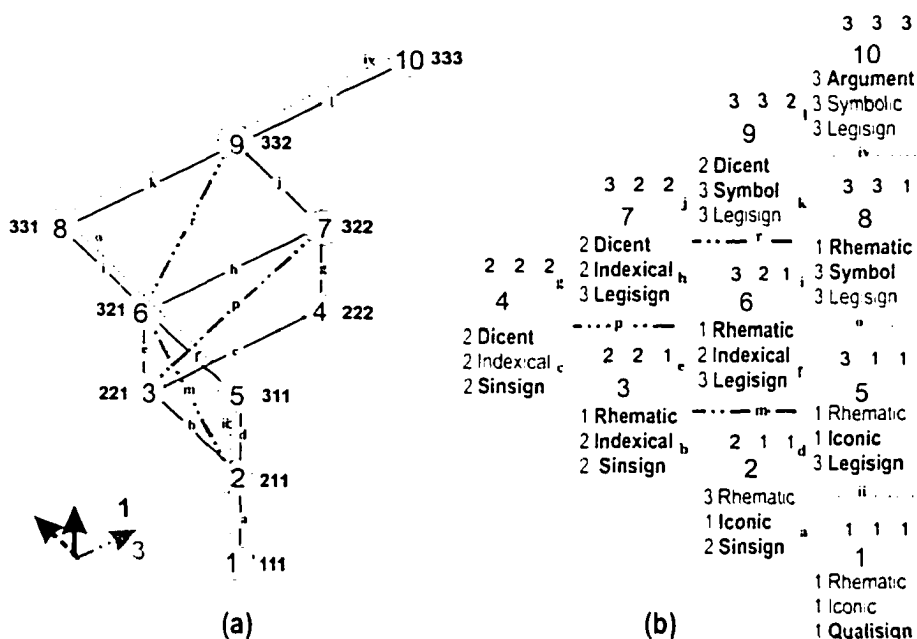 iv
10 333
l
9 332
k
j
331 8
7 322
r
o
i
h
g
p
321 6
4 222
e
c
f
221 3
5 311
m
b
ii
d
2 211
a
1
3
1 111
(a)
3 3 3
10
3 Argument
3 Symbolic
3 Legisign
3 3 2
l
9
2 Dicent
3 Symbol
3 Legisign
iv
k
3 3 1
8
1 Rhematic
3 Symbol
3 Legisign
3 2 2
j
7
2 Dicent
2 Indexical
3 Legisign
r
h
3 2 1
i
6
1 Rhematic
2 Indexical
3 Legisign
o
f
3 1 1
5
1 Rhematic
1 Iconic
3 Legisign
2 2 2
g
4
2 Dicent
2 Indexical
2 Sinsign
p
c
2 2 1
e
3
1 Rhematic
2 Indexical
2 Sinsign
m
b
2 1 1
d
2
3 Rhematic
1 Iconic
2 Sinsign
ii
a
1 1 1
1
1 Rhematic
1 Iconic
1 Qualisign
(b)